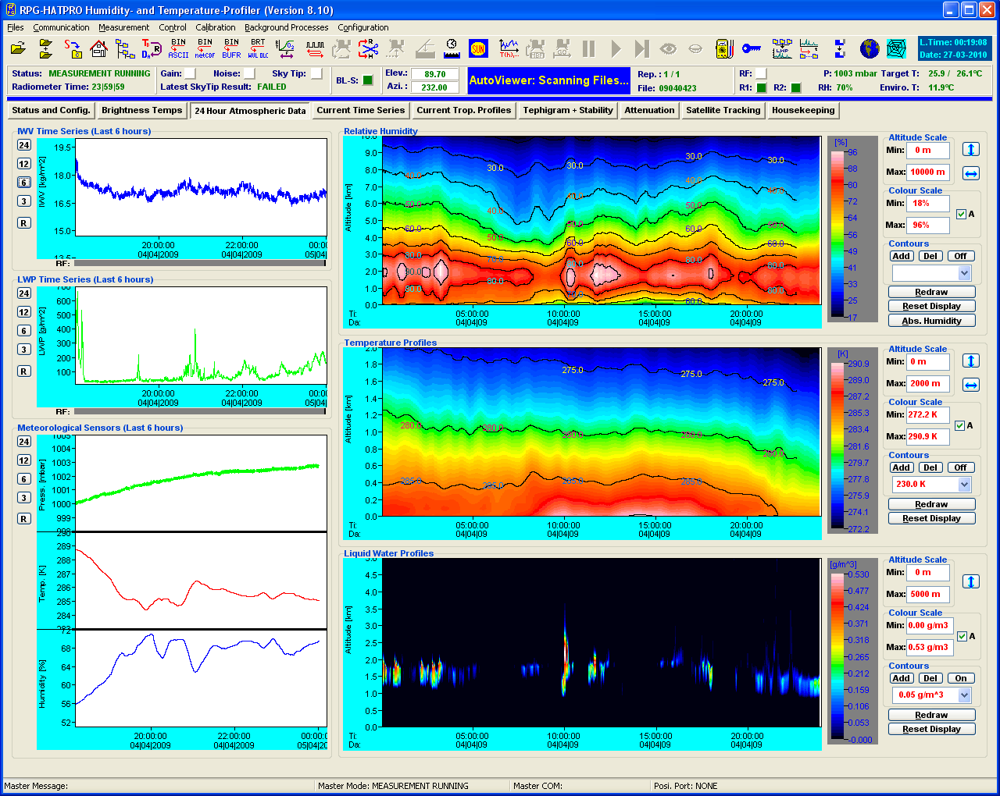 RPG-HATPRO Humidity- and Temperature-Profiler (Version 8.10)
Files Communication Measurement Control Calibration Background Processes Configuration
BIN ASCII BIN netCDF BIN BUFR BRT WVL DLC SUN T(h),.. LWP
L.Time: 00:19:08
Date: 27-03-2010
Status: MEASUREMENT RUNNING Gain: Noise: Sky Tip:
Radiometer Time: 23|59|59 Latest SkyTip Result: FAILED
BL-S: Elev.: 89.70
Azi. : 232.00
AutoViewer: Scanning Files...
Rep. : 1 / 1
File: 09040423
RF: P: 1003 mbar Target T: 25.9 / 26.1°C
R1: R2: RH: 70% Enviro. T: 11.9°C
Status and Config. Brightness Temps 24 Hour Atmospheric Data Current Time Series Current Trop. Profiles Tephigram + Stability Attenuation Satellite Tracking Housekeeping
IWV Time Series (Last 6 hours)
24
12
6
3
R
IWV [kg/m^2]
19.5
18.0
16.5
15.0
13.5
20:00:00 22:00:00 00:00
04|04|2009 04|04|2009 05|04|
RF:
LWP Time Series (Last 6 hours)
24
12
6
3
R
LWP [g/m^2]
700
600
500
400
300
200
100
20:00:00 22:00:00 00:00
04|04|2009 04|04|2009 05|04|
RF:
Meteorological Sensors (Last 6 hours)
24
12
6
3
R
Press. [mbar]
1005
1004
1003
1002
1001
1000
999
998
Temp. [K]
290
289
288
287
286
285
284
283
Humidity [%]
72
68
64
60
56
52
20:00:00 22:00:00 00:00:0
04|04|2009 04|04|2009 05|04|20
Relative Humidity
Altitude [km]
10.0
9.0
8.0
7.0
6.0
5.0
4.0
3.0
2.0
1.0
0.0
30.0 30.0 30.0 30.0
40
50.0
60.0
80.0
90.0
Ti: 05:00:00 10:00:00 15:00:00 20:00:00
Da: 04|04|09 04|04|09 04|04|09 04|04|09
[%]
96
88
80
72
64
56
49
41
33
25
17
Altitude Scale
Min: 0 m
Max: 10000 m
Colour Scale
Min: 18%
Max: 96%
A
Contours
Add Del Off
Redraw
Reset Display
Abs. Humidity
Temperature Profiles
Altitude [km]
2.0
1.8
1.6
1.4
1.2
1.0
0.8
0.6
0.4
0.2
0.0
275.0 275.0 275.0
280.0 280.0 280.0 280.0
285.0 285.0 285.0 285.0
Ti: 05:00:00 10:00:00 15:00:00 20:00:00
Da: 04|04|09 04|04|09 04|04|09 04|04|09
[K]
290.9
289.0
287.2
285.3
283.4
281.6
279.7
277.8
275.9
274.1
272.2
Altitude Scale
Min: 0 m
Max: 2000 m
Colour Scale
Min: 272.2 K
Max: 290.9 K
A
Contours
Add Del Off
230.0 K
Redraw
Reset Display
Liquid Water Profiles
Altitude [km]
5.0
4.5
4.0
3.5
3.0
2.5
2.0
1.5
1.0
0.5
0.0
Ti: 05:00:00 10:00:00 15:00:00 20:00:00
Da: 04|04|09 04|04|09 04|04|09 04|04|09
[g/m^3]
0.530
0.477
0.424
0.371
0.318
0.265
0.212
0.159
0.106
0.053
-0.000
Altitude Scale
Min: 0 m
Max: 5000 m
Colour Scale
Min: 0.00 g/m3
Max: 0.53 g/m3
A
Contours
Add Del On
0.05 g/m^3
Redraw
Reset Display
Master Message: Master Mode: MEASUREMENT RUNNING Master COM: Posi. Port: NONE